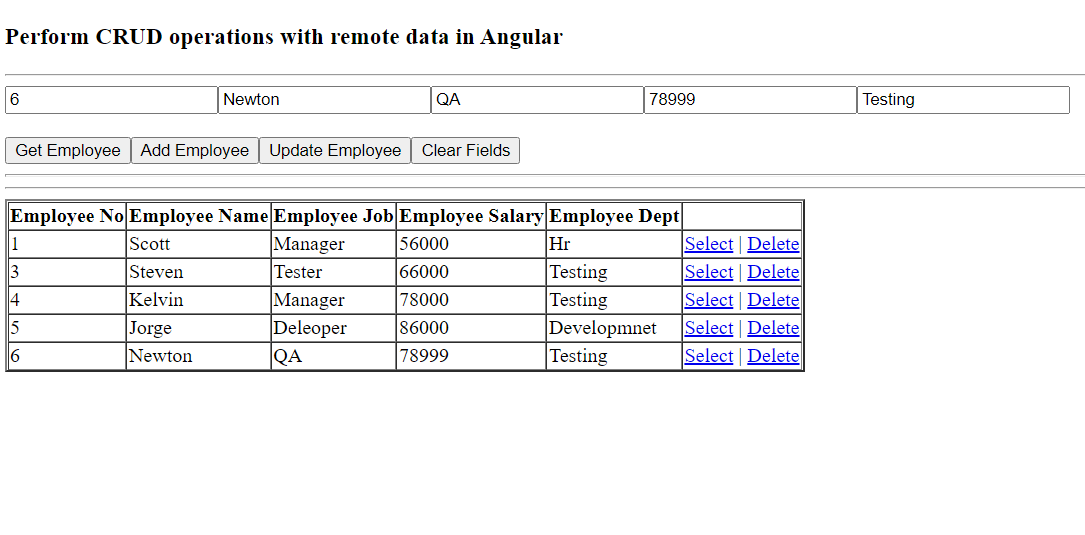 Perform CRUD operations with remote data in Angular
6 Newton QA 78999 Testing
Get Employee Add Employee Update Employee Clear Fields
Employee No Employee Name Employee Job Employee Salary Employee Dept
1 Scott Manager 56000 Hr Select | Delete
3 Steven Tester 66000 Testing Select | Delete
4 Kelvin Manager 78000 Testing Select | Delete
5 Jorge Deleoper 86000 Developmnet Select | Delete
6 Newton QA 78999 Testing Select | Delete